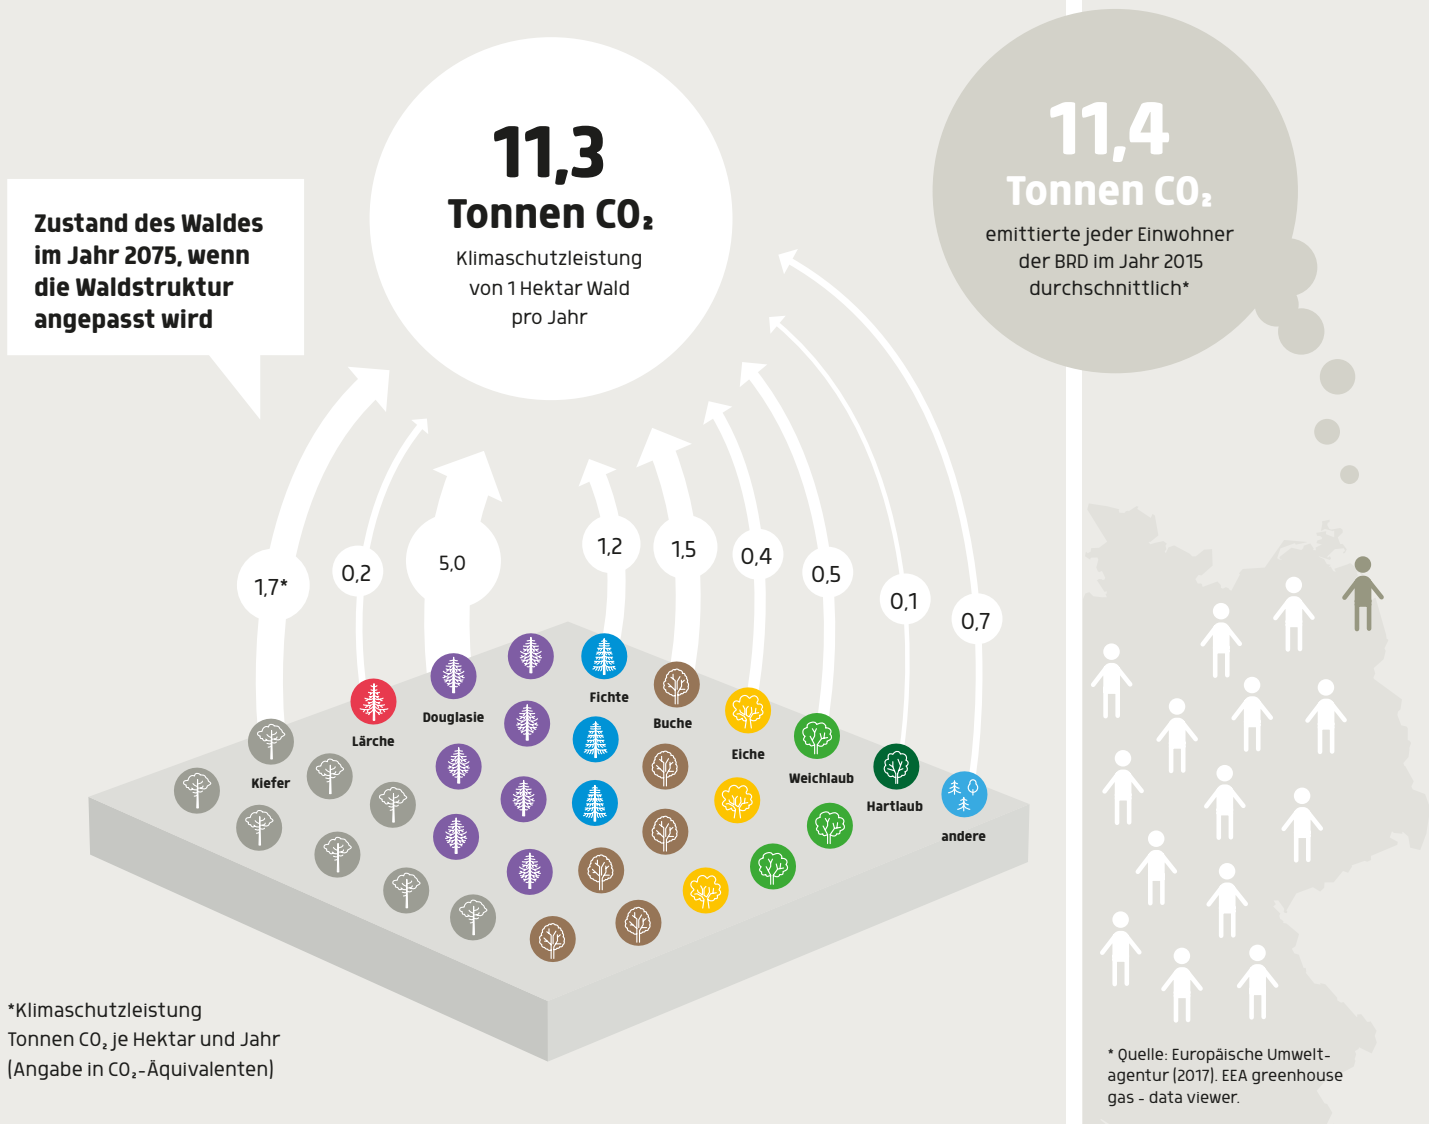 Zustand des Waldes
im Jahr 2075, wenn
die Waldstruktur
angepasst wird
11,3
Tonnen CO₂
Klimaschutzleistung
von 1 Hektar Wald
pro Jahr
11,4
Tonnen CO₂
emittierte jeder Einwohner
der BRD im Jahr 2015
durchschnittlich*
1,7*
0,2
5,0
1,2
1,5
0,4
0,5
0,1
0,7
Kiefer
Lärche
Douglasie
Fichte
Buche
Eiche
Weichlaub
Hartlaub
andere
*Klimaschutzleistung
Tonnen CO₂ je Hektar und Jahr
(Angabe in CO₂-Äquivalenten)
* Quelle: Europäische Umwelt-
agentur (2017). EEA greenhouse
gas - data viewer.